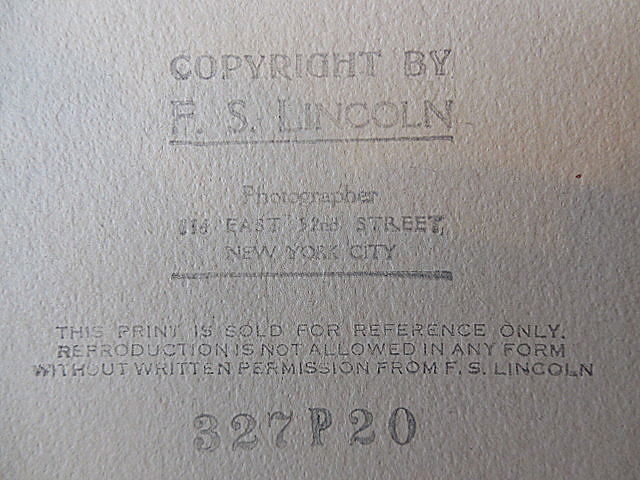 COPYRIGHT BY
F. S. LINCOLN
Photographer
EAST STREET,
NEW YORK CITY
THIS PRINT IS SOLD FOR REFERENCE ONLY.
REPRODUCTION IS NOT ALLOWED IN ANY FORM
WITHOUT WRITTEN PERMISSION FROM F. S. LINCOLN
327P20